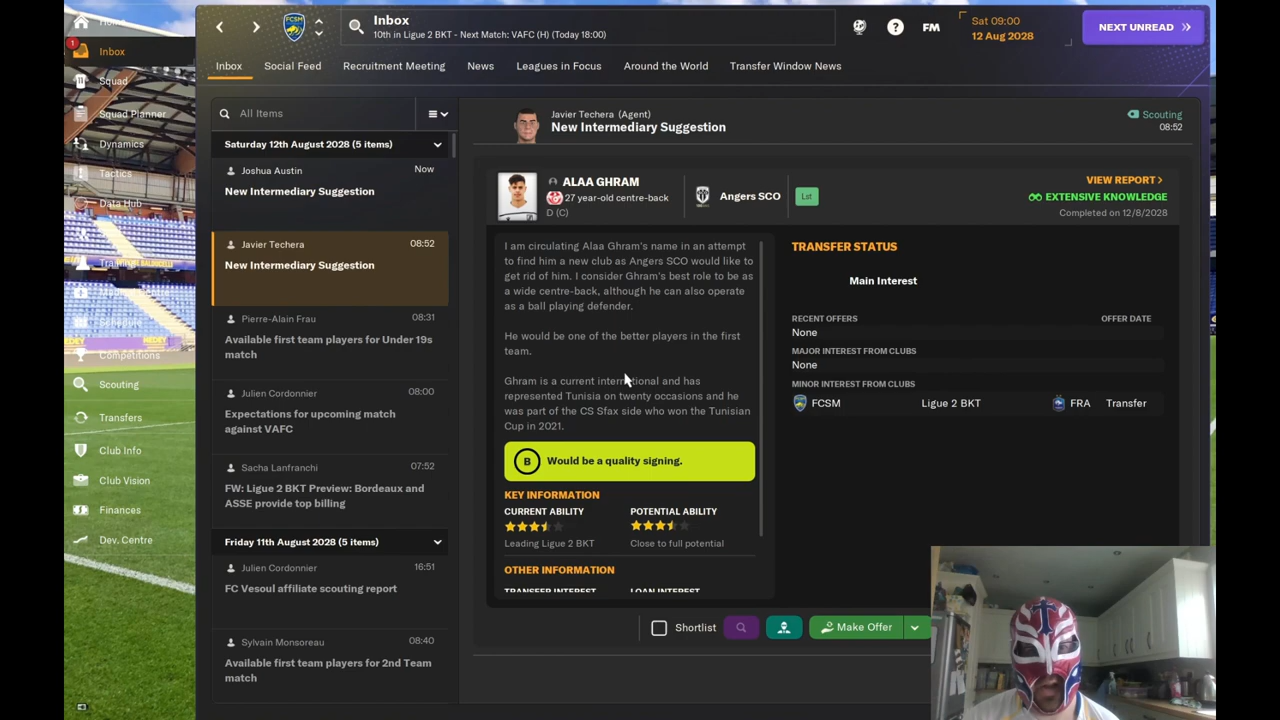 Home
1
Inbox
Squad
Squad Planner
Dynamics
Tactics
Data Hub
Competitions
Scouting
Transfers
Club Info
Club Vision
Finances
Dev. Centre
FCSM
Inbox
10th in Ligue 2 BKT - Next Match: VAFC (H) (Today 18:00)
?
FM
Sat 09:00
12 Aug 2028
NEXT UNREAD
Inbox
Social Feed
Recruitment Meeting
News
Leagues in Focus
Around the World
Transfer Window News
All Items
Saturday 12th August 2028 (5 items)
Joshua Austin
Now
New Intermediary Suggestion
Javier Techera
08:52
New Intermediary Suggestion
Pierre-Alain Frau
08:31
Available first team players for Under 19s
match
Julien Cordonnier
08:00
Expectations for upcoming match
against VAFC
Sacha Lanfranchi
07:52
FW: Ligue 2 BKT Preview: Bordeaux and
ASSE provide top billing
Friday 11th August 2028 (5 items)
Julien Cordonnier
16:51
FC Vesoul affiliate scouting report
Sylvain Monsoreau
08:40
Available first team players for 2nd Team
match
Javier Techera (Agent)
New Intermediary Suggestion
Scouting
08:52
ALAA GHRAM
27 year-old centre-back
D (C)
Angers SCO
Lst
VIEW REPORT >
EXTENSIVE KNOWLEDGE
Completed on 12/8/2028
I am circulating Alaa Ghram's name in an attempt
to find him a new club as Angers SCO would like to
get rid of him. I consider Ghram's best role to be as
a wide centre-back, although he can also operate
as a ball playing defender.
He would be one of the better players in the first
team.
Ghram is a current international and has
represented Tunisia on twenty occasions and he
was part of the CS Sfax side who won the Tunisian
Cup in 2021.
B
Would be a quality signing.
KEY INFORMATION
CURRENT ABILITY
POTENTIAL ABILITY
Leading Ligue 2 BKT
Close to full potential
OTHER INFORMATION
TRANSFER INTEREST
LOAN INTEREST
TRANSFER STATUS
Main Interest
RECENT OFFERS
OFFER DATE
None
MAJOR INTEREST FROM CLUBS
None
MINOR INTEREST FROM CLUBS
FCSM
Ligue 2 BKT
FRA
Transfer
Shortlist
Make Offer